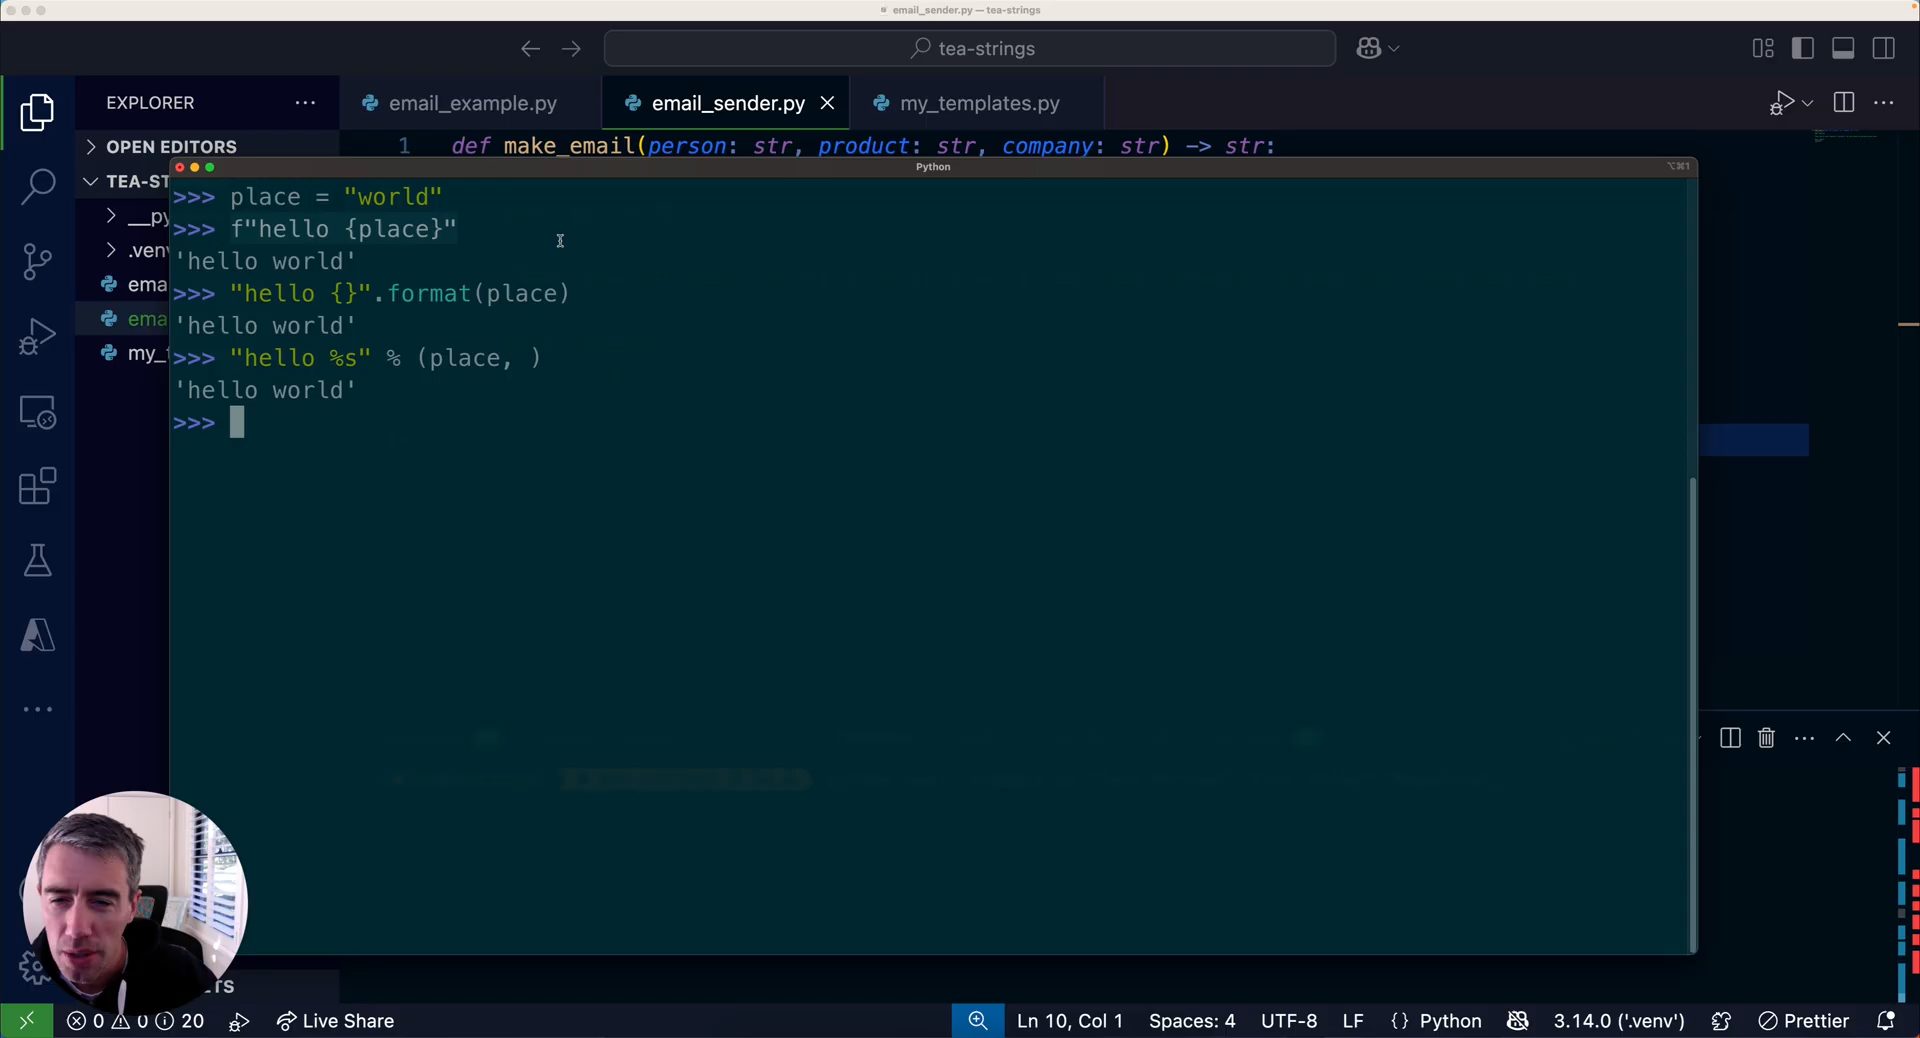 email_sender.py — tea-strings
tea-strings
EXPLORER
email_example.py
email_sender.py
my_templates.py
OPEN EDITORS
1 def make_email(person: str, product: str, company: str) -> str:
Python
⌥⌘1
TEA-ST
>>> place = "world"
__py
>>> f"hello {place}"
.venv
'hello world'
ema
>>> "hello {}".format(place)
ema
'hello world'
my_t
>>> "hello %s" % (place, )
'hello world'
>>>
TS
0 0 20
Live Share
Ln 10, Col 1
Spaces: 4
UTF-8
LF
{} Python
3.14.0 ('.venv')
Prettier